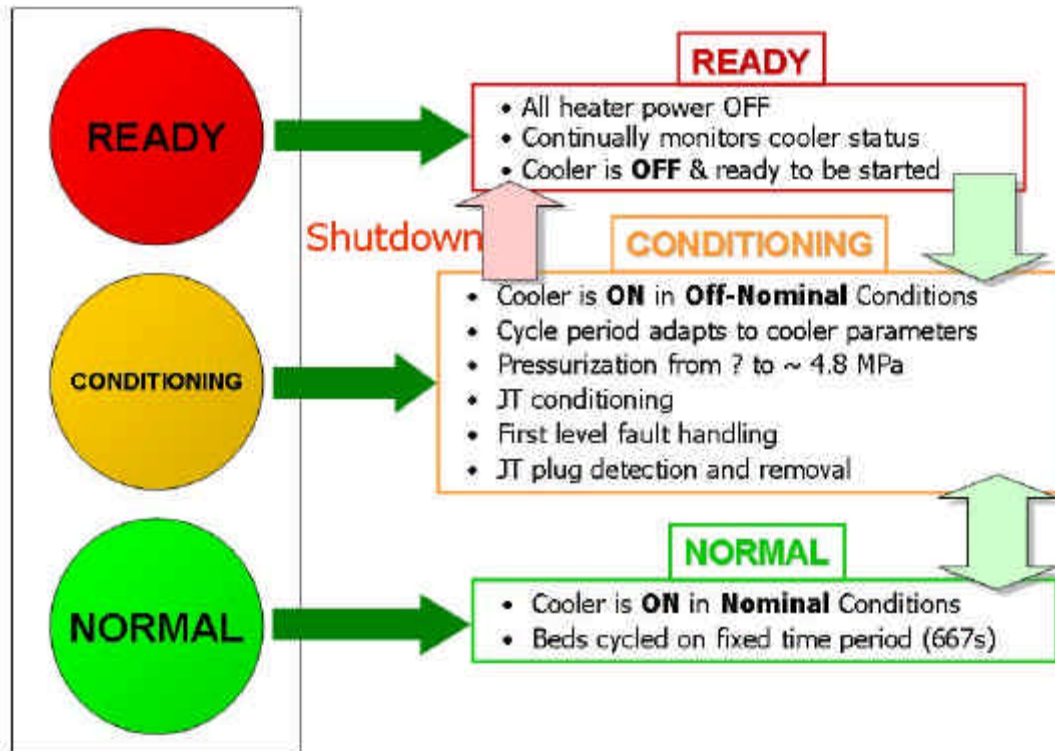 READY
READY
• All heater power OFF
• Continually monitors cooler status
• Cooler is OFF & ready to be started
Shutdown
CONDITIONING
CONDITIONING
• Cooler is ON in Off-Nominal Conditions
• Cycle period adapts to cooler parameters
• Pressurization from ? to ~ 4.8 MPa
• JT conditioning
• First level fault handling
• JT plug detection and removal
NORMAL
NORMAL
• Cooler is ON in Nominal Conditions
• Beds cycled on fixed time period (667s)